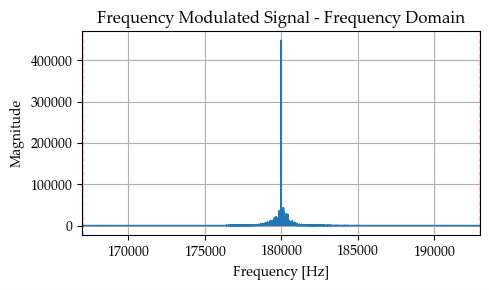 Frequency Modulated Signal - Frequency Domain
Magnitude
400000
300000
200000
100000
0
170000 175000 180000 185000 190000
Frequency [Hz]